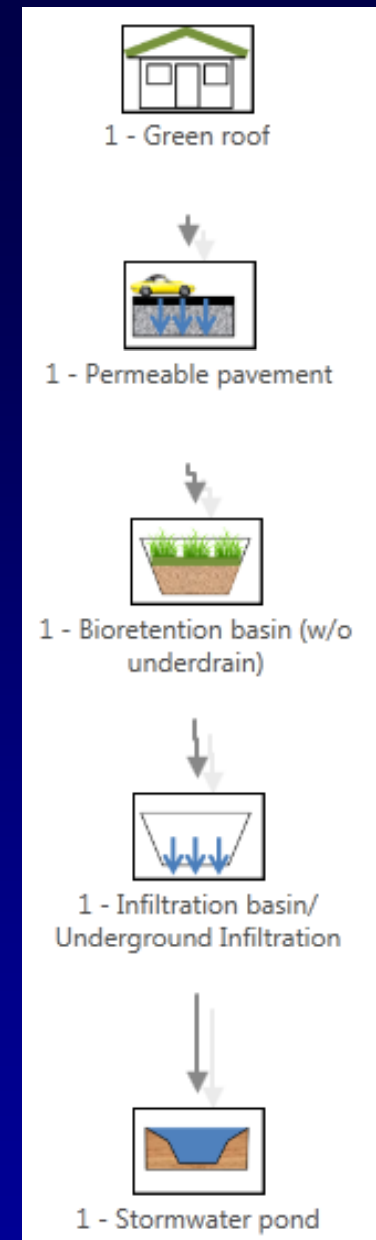 1 - Green roof
1 - Permeable pavement
1 - Bioretention basin (w/o
underdrain)
1 - Infiltration basin/
Underground Infiltration
1 - Stormwater pond